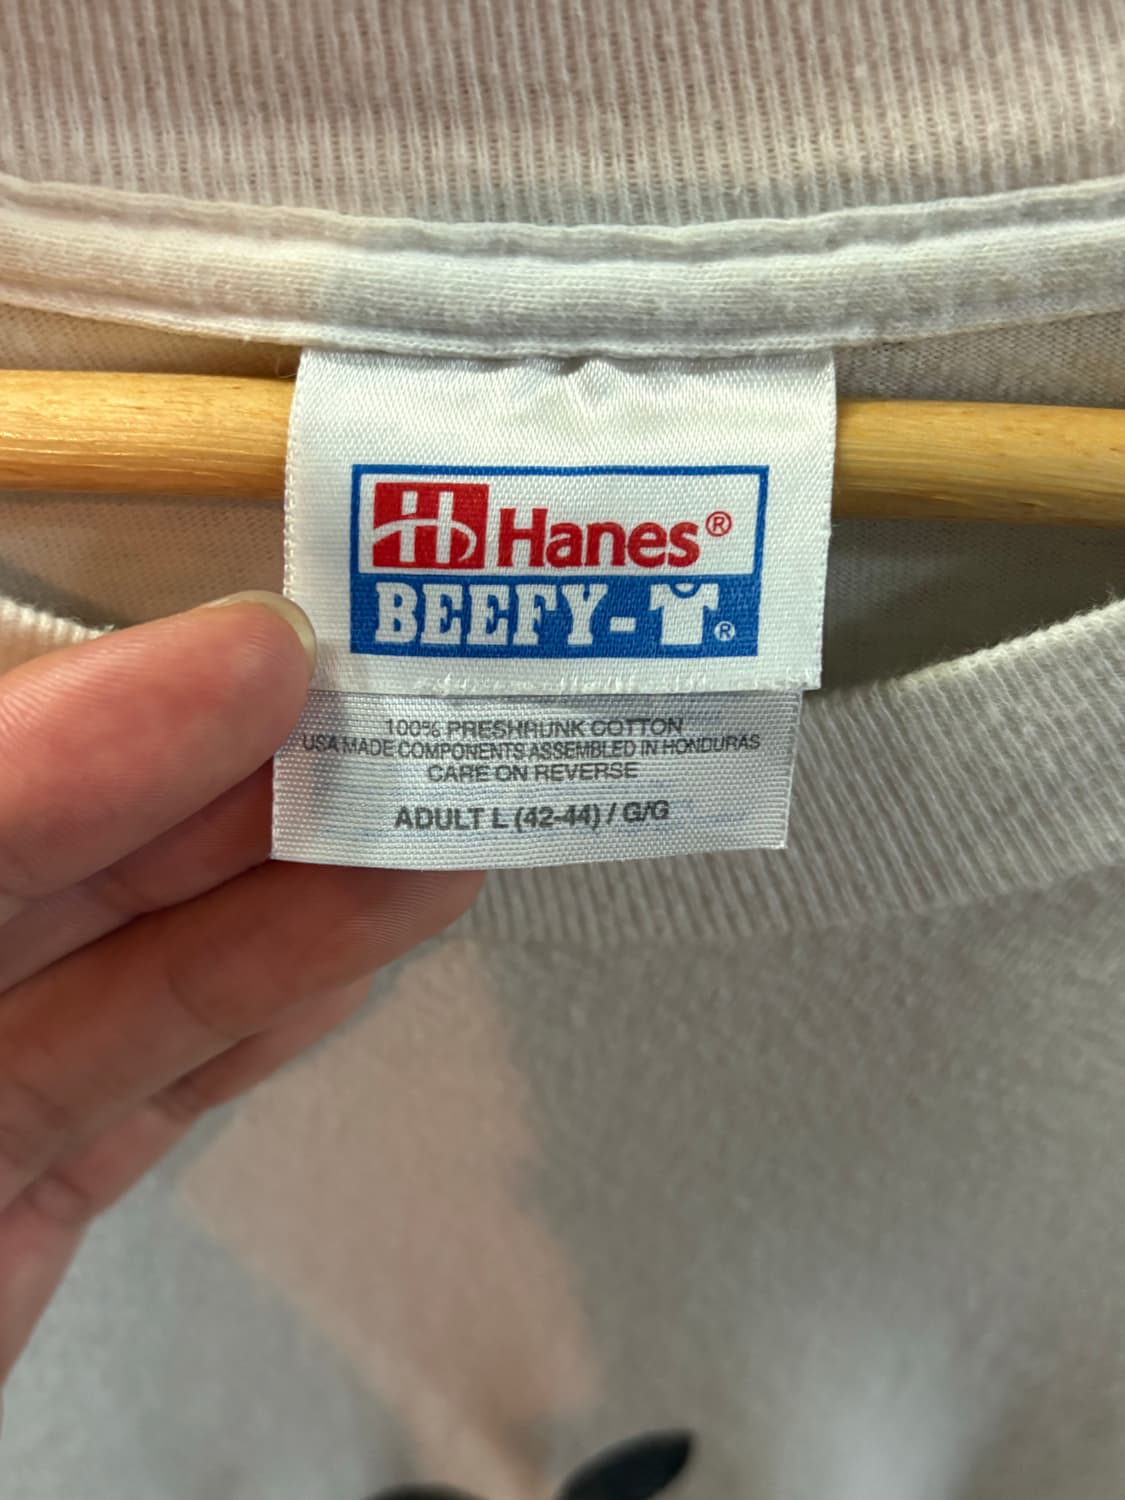 Hanes®
BEEFY-T®
100% PRESHRUNK COTTON
USA MADE COMPONENTS ASSEMBLED IN HONDURAS
CARE ON REVERSE
ADULT L (42-44) / G/G